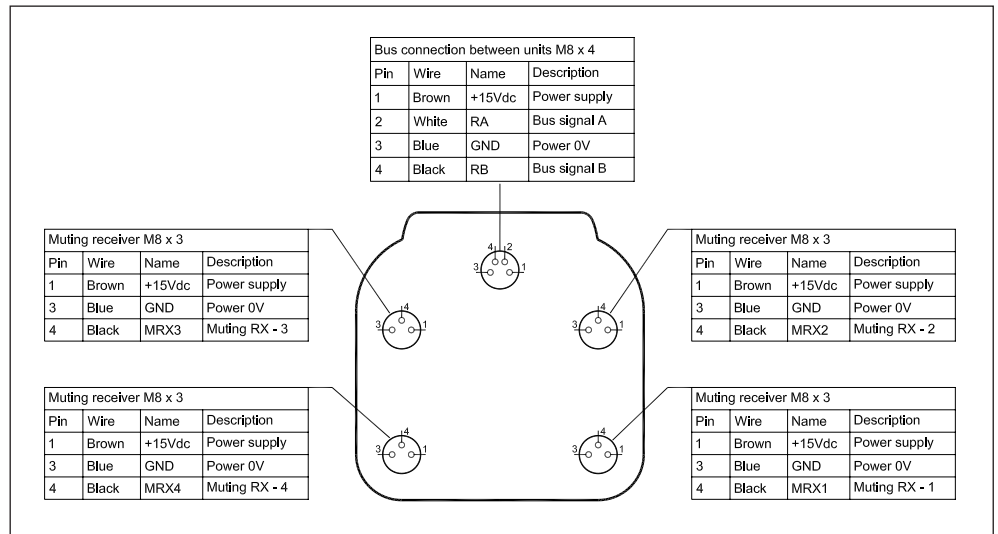 Bus connection between units M8 x 4
Pin Wire Name Description
1 Brown +15Vdc Power supply
2 White RA Bus signal A
3 Blue GND Power 0V
4 Black RB Bus signal B
Muting receiver M8 x 3
Pin Wire Name Description
1 Brown +15Vdc Power supply
3 Blue GND Power 0V
4 Black MRX3 Muting RX - 3
4 2
3 1
Muting receiver M8 x 3
Pin Wire Name Description
1 Brown +15Vdc Power supply
3 Blue GND Power 0V
4 Black MRX2 Muting RX - 2
4
3 1
4
3 1
Muting receiver M8 x 3
Pin Wire Name Description
1 Brown +15Vdc Power supply
3 Blue GND Power 0V
4 Black MRX4 Muting RX - 4
4
3 1
4
3 1
Muting receiver M8 x 3
Pin Wire Name Description
1 Brown +15Vdc Power supply
3 Blue GND Power 0V
4 Black MRX1 Muting RX - 1